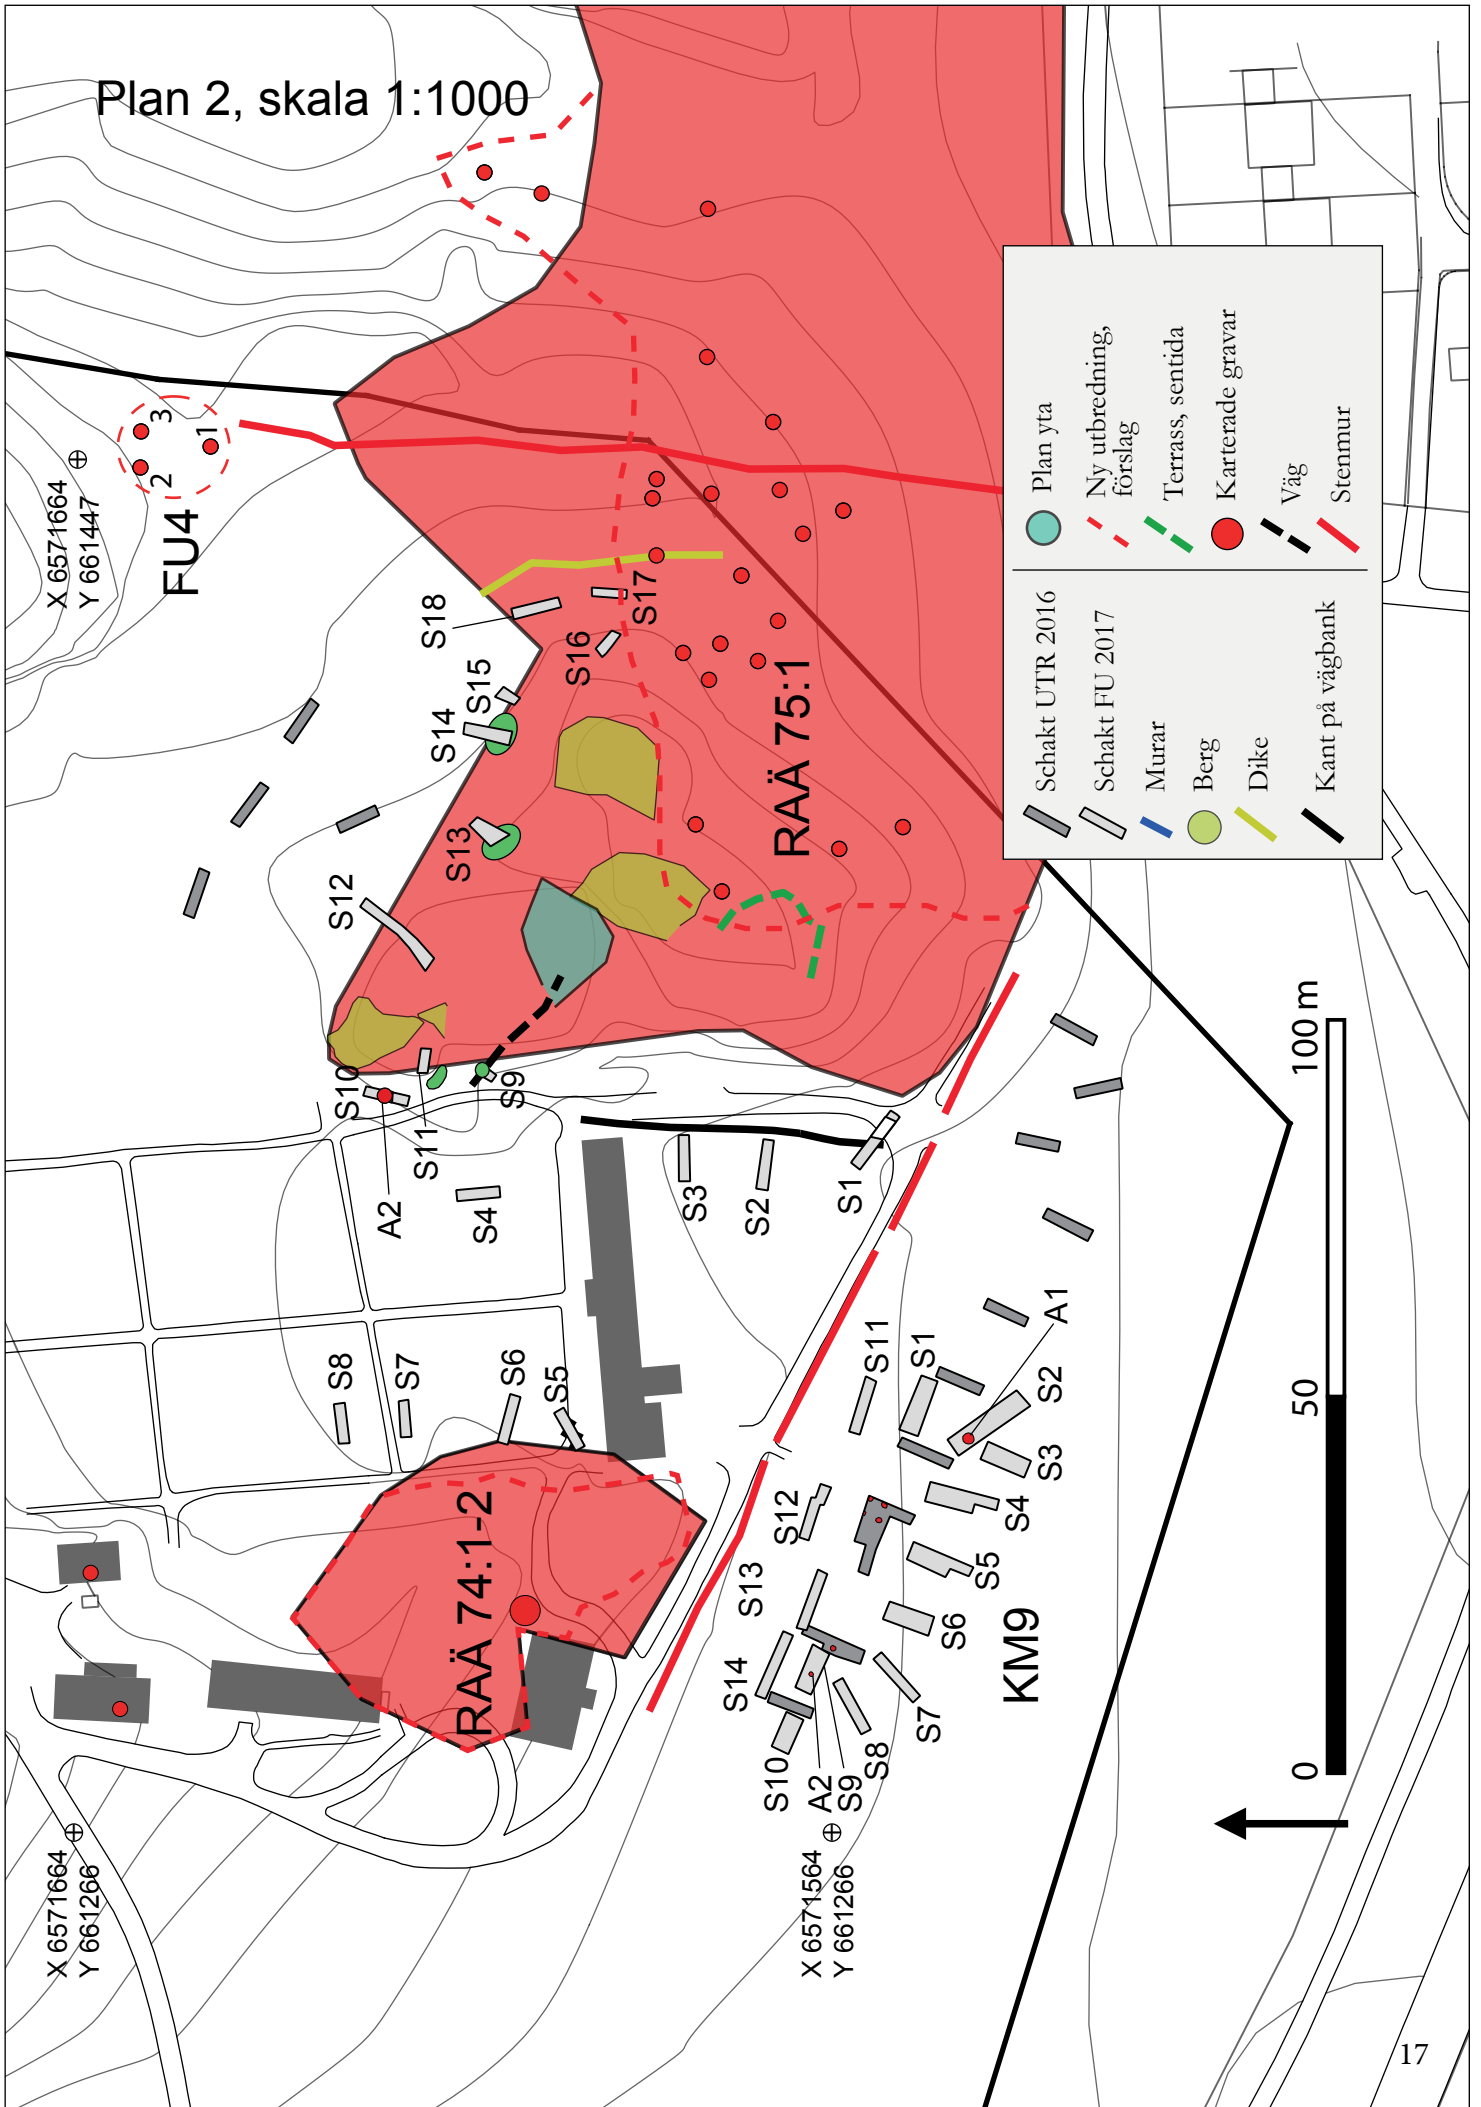 Plan 2, skala 1:1000
X 6571664
Y 661447
FU4
2
3
1
S18
S17
S16
S15
S14
S13
S12
RAÄ 75:1
S10
S11
S9
A2
S4
S3
S2
S1
S8
S7
S6
S5
RAÄ 74:1-2
X 6571664
Y 661266
S11
S1
A1
S2
S3
S4
S5
S6
S7
S8
S9
A2
S10
S14
S13
S12
KM9
X 6571564
Y 661266
Schakt UTR 2016
Schakt FU 2017
Murar
Berg
Dike
Kant på vägbank
Plan yta
Ny utbredning,
förslag
Terrass, sentida
Karterade gravar
Väg
Stenmur
0
50
100 m
17